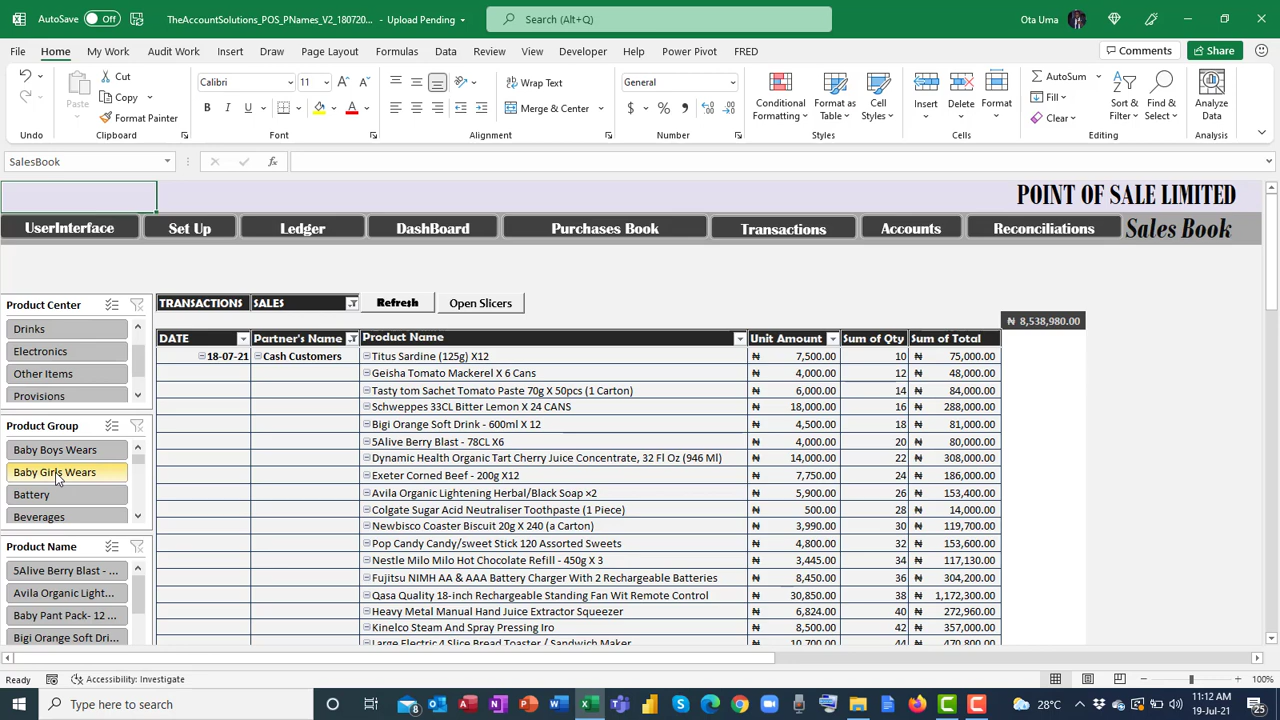 AutoSave Off TheAccountSolutions_POS_PNames_V2_180720... - Upload Pending Search (Alt+Q) Ota Uma
File Home My Work Audit Work Insert Draw Page Layout Formulas Data Review View Developer Help Power Pivot FRED Comments Share
Paste Cut Copy Format Painter
Calibri 11 B I U A
Wrap Text Merge & Center
General $ % ,
Conditional Formatting Format as Table Cell Styles
Insert Delete Format
AutoSum Fill Clear Sort & Filter Find & Select
Analyze Data
Undo Clipboard Font Alignment Number Styles Cells Editing Analysis
SalesBook fx
POINT OF SALE LIMITED
UserInterface Set Up Ledger DashBoard Purchases Book Transactions Accounts Reconciliations Sales Book
Product Center
Drinks
Electronics
Other Items
Provisions
Product Group
Baby Boys Wears
Baby Girls Wears
Battery
Beverages
Product Name
5Alive Berry Blast - ...
Avila Organic Light...
Baby Pant Pack- 12 ...
Bigi Orange Soft Dri...
TRANSACTIONS SALES Refresh Open Slicers
₦ 8,538,980.00
DATE Partner's Name Product Name Unit Amount Sum of Qty Sum of Total
18-07-21 Cash Customers Titus Sardine (125g) X12 ₦ 7,500.00 10 ₦ 75,000.00
Geisha Tomato Mackerel X 6 Cans ₦ 4,000.00 12 ₦ 48,000.00
Tasty tom Sachet Tomato Paste 70g X 50pcs (1 Carton) ₦ 6,000.00 14 ₦ 84,000.00
Schweppes 33CL Bitter Lemon X 24 CANS ₦ 18,000.00 16 ₦ 288,000.00
Bigi Orange Soft Drink - 600ml X 12 ₦ 4,500.00 18 ₦ 81,000.00
5Alive Berry Blast - 78CL X6 ₦ 4,000.00 20 ₦ 80,000.00
Dynamic Health Organic Tart Cherry Juice Concentrate, 32 Fl Oz (946 Ml) ₦ 14,000.00 22 ₦ 308,000.00
Exeter Corned Beef - 200g X12 ₦ 7,750.00 24 ₦ 186,000.00
Avila Organic Lightening Herbal/Black Soap ×2 ₦ 5,900.00 26 ₦ 153,400.00
Colgate Sugar Acid Neutraliser Toothpaste (1 Piece) ₦ 500.00 28 ₦ 14,000.00
Newbisco Coaster Biscuit 20g X 240 (a Carton) ₦ 3,990.00 30 ₦ 119,700.00
Pop Candy Candy/sweet Stick 120 Assorted Sweets ₦ 4,800.00 32 ₦ 153,600.00
Nestle Milo Milo Hot Chocolate Refill - 450g X 3 ₦ 3,445.00 34 ₦ 117,130.00
Fujitsu NIMH AA & AAA Battery Charger With 2 Rechargeable Batteries ₦ 8,450.00 36 ₦ 304,200.00
Qasa Quality 18-inch Rechargeable Standing Fan Wit Remote Control ₦ 30,850.00 38 ₦ 1,172,300.00
Heavy Metal Manual Hand Juice Extractor Squeezer ₦ 6,824.00 40 ₦ 272,960.00
Kinelco Steam And Spray Pressing Iro ₦ 8,500.00 42 ₦ 357,000.00
Large Electric 4 Slice Bread Toaster / Sandwich Maker ₦ 10,700.00 44 ₦ 470,800.00
Ready Accessibility: Investigate 100%
Type here to search 8 28°C 11:12 AM
19-Jul-21 25